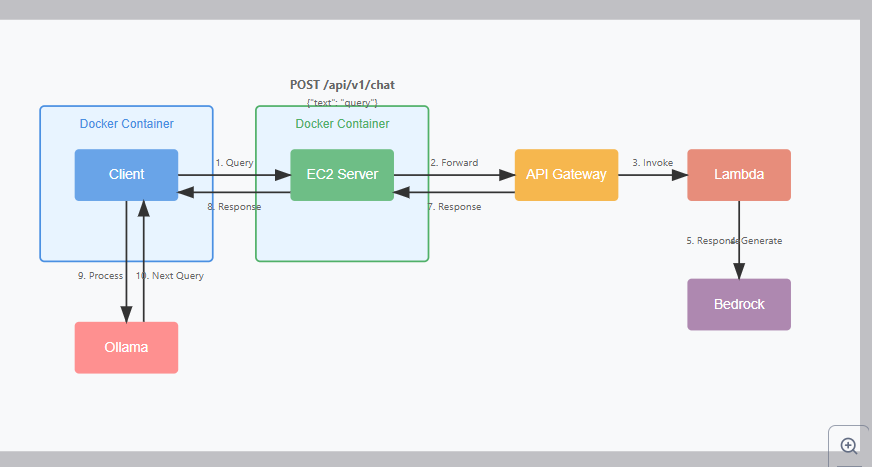 POST /api/v1/chat
{"text": "query"}
Docker Container
Docker Container
Client
1. Query
EC2 Server
2. Forward
API Gateway
3. Invoke
Lambda
8. Response
7. Response
5. Response
4. Generate
9. Process
10. Next Query
Bedrock
Ollama